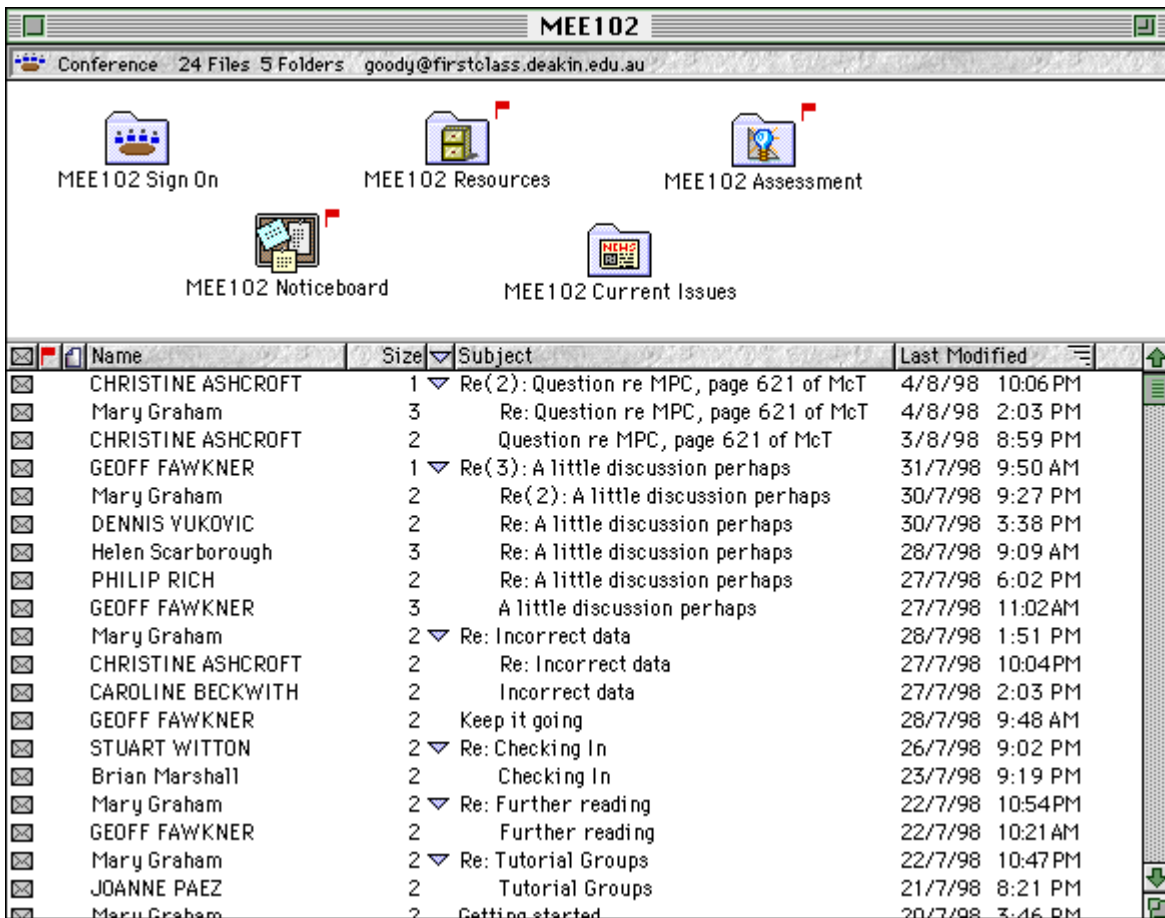 MEE102
Conference 24 Files 5 Folders goody@firstclass.deakin.edu.au
MEE102 Sign On MEE102 Resources MEE102 Assessment
NEWS
MEE102 Noticeboard MEE102 Current Issues
Name Size Subject Last Modified
CHRISTINE ASHCROFT 1 Re(2): Question re MPC, page 621 of McT 4/8/98 10:06 PM
Mary Graham 3 Re: Question re MPC, page 621 of McT 4/8/98 2:03 PM
CHRISTINE ASHCROFT 2 Question re MPC, page 621 of McT 3/8/98 8:59 PM
GEOFF FAWKNER 1 Re(3): A little discussion perhaps 31/7/98 9:50 AM
Mary Graham 2 Re(2): A little discussion perhaps 30/7/98 9:27 PM
DENNIS VUKOVIC 2 Re: A little discussion perhaps 30/7/98 3:38 PM
Helen Scarborough 3 Re: A little discussion perhaps 28/7/98 9:09 AM
PHILIP RICH 2 Re: A little discussion perhaps 27/7/98 6:02 PM
GEOFF FAWKNER 3 A little discussion perhaps 27/7/98 11:02AM
Mary Graham 2 Re: Incorrect data 28/7/98 1:51 PM
CHRISTINE ASHCROFT 2 Re: Incorrect data 27/7/98 10:04PM
CAROLINE BECKWITH 2 Incorrect data 27/7/98 2:03 PM
GEOFF FAWKNER 2 Keep it going 28/7/98 9:48 AM
STUART WITTON 2 Re: Checking In 26/7/98 9:02 PM
Brian Marshall 2 Checking In 23/7/98 9:19 PM
Mary Graham 2 Re: Further reading 22/7/98 10:54PM
GEOFF FAWKNER 2 Further reading 22/7/98 10:21AM
Mary Graham 2 Re: Tutorial Groups 22/7/98 10:47PM
JOANNE PAEZ 2 Tutorial Groups 21/7/98 8:21 PM
Mary Graham 2 Getting started 20/7/98 3:46 PM